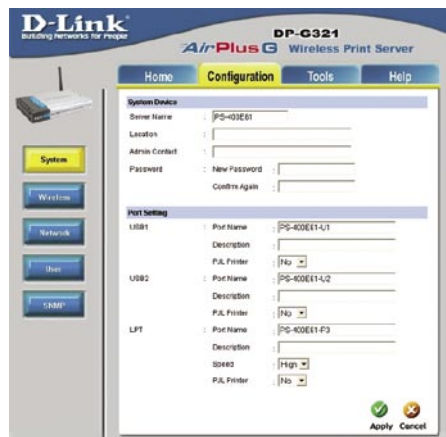 D-Link
Building Networks for People
DP-G321
AirPlus G Wireless Print Server
Home Configuration Tools Help
System
Wireless
Network
User
SNMP
System Device
Server Name : PS-403E61
Location :
Admin Contact :
Password : New Password :
Confirm Again :
Port Setting
USB1 : Port Name : PS-400E61-U1
Description :
PJL Printer : No
USB2 : Port Name : PS-400E61-U2
Description :
PJL Printer : No
LPT : Port Name : PS-400E61-P3
Description :
Speed : High
PJL Printer : No
Apply Cancel